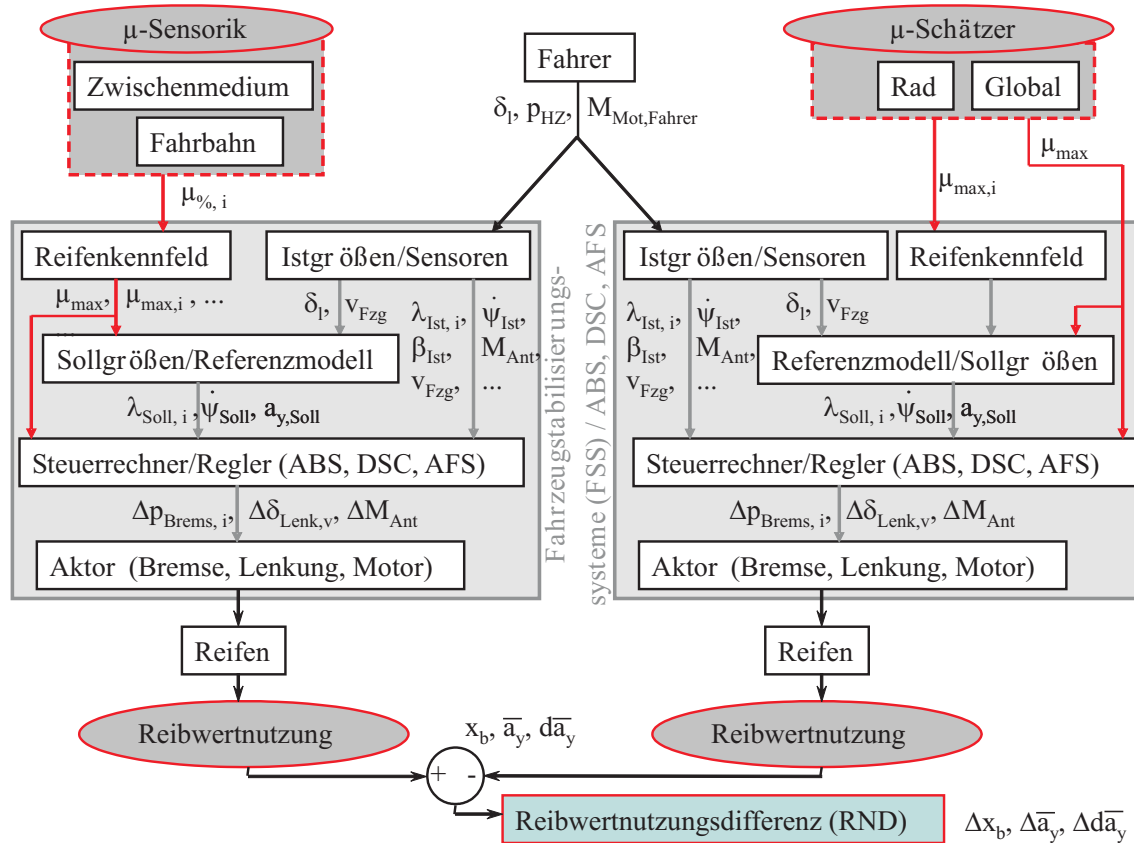 µ-Sensorik
Zwischenmedium
Fahrbahn
µ%, i
Fahrer
δl, pHZ, MMot,Fahrer
µ-Schätzer
Rad
Global
µmax
µmax,i
Reifenkennfeld
µmax, µmax,i , ...
...
Istgr ößen/Sensoren
δl, vFzg
λIst, i, ψ̇Ist
βIst, MAnt,
vFzg, ...
Sollgr ößen/Referenzmodell
λSoll, i , ψ̇Soll, ay,Soll
Steuerrechner/Regler (ABS, DSC, AFS)
ΔpBrems, i, ΔδLenk,v, ΔMAnt
Aktor (Bremse, Lenkung, Motor)
Fahrzeugstabilisierungs-
systeme (FSS) / ABS, DSC, AFS
Istgr ößen/Sensoren
Reifenkennfeld
λIst, i, ψ̇Ist
βIst, MAnt,
vFzg, ...
δl, vFzg
Referenzmodell/Sollgr ößen
λSoll, i , ψ̇Soll, ay,Soll
Steuerrechner/Regler (ABS, DSC, AFS)
ΔpBrems, i, ΔδLenk,v, ΔMAnt
Aktor (Bremse, Lenkung, Motor)
Reifen
Reifen
Reibwertnutzung
xb, a̅y, da̅y
Reibwertnutzung
+ -
Reibwertnutzungsdifferenz (RND)
Δxb, Δa̅y, Δda̅y